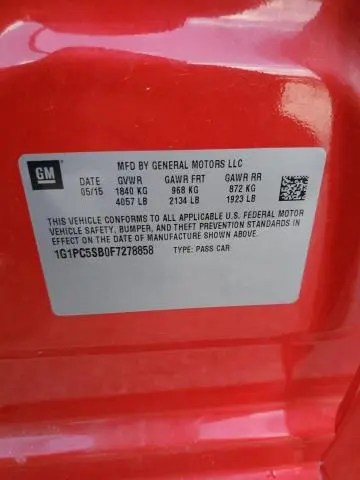 GM
MFD BY GENERAL MOTORS LLC
DATE GVWR GAWR FRT GAWR RR
05/15 1840 KG 968 KG 872 KG
4057 LB 2134 LB 1923 LB
THIS VEHICLE CONFORMS TO ALL APPLICABLE U.S. FEDERAL MOTOR
VEHICLE SAFETY, BUMPER, AND THEFT PREVENTION STANDARDS IN
EFFECT ON THE DATE OF MANUFACTURE SHOWN ABOVE.
1G1PC5SB0F7278858 TYPE: PASS CAR